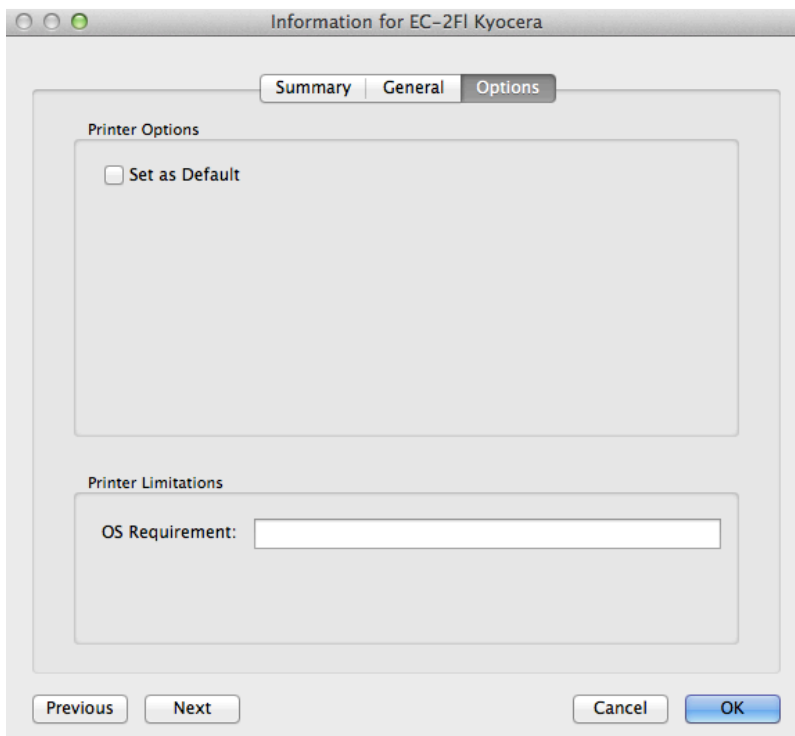 Information for EC-2Fl Kyocera
Summary General Options
Printer Options
Set as Default
Printer Limitations
OS Requirement:
Previous Next Cancel OK